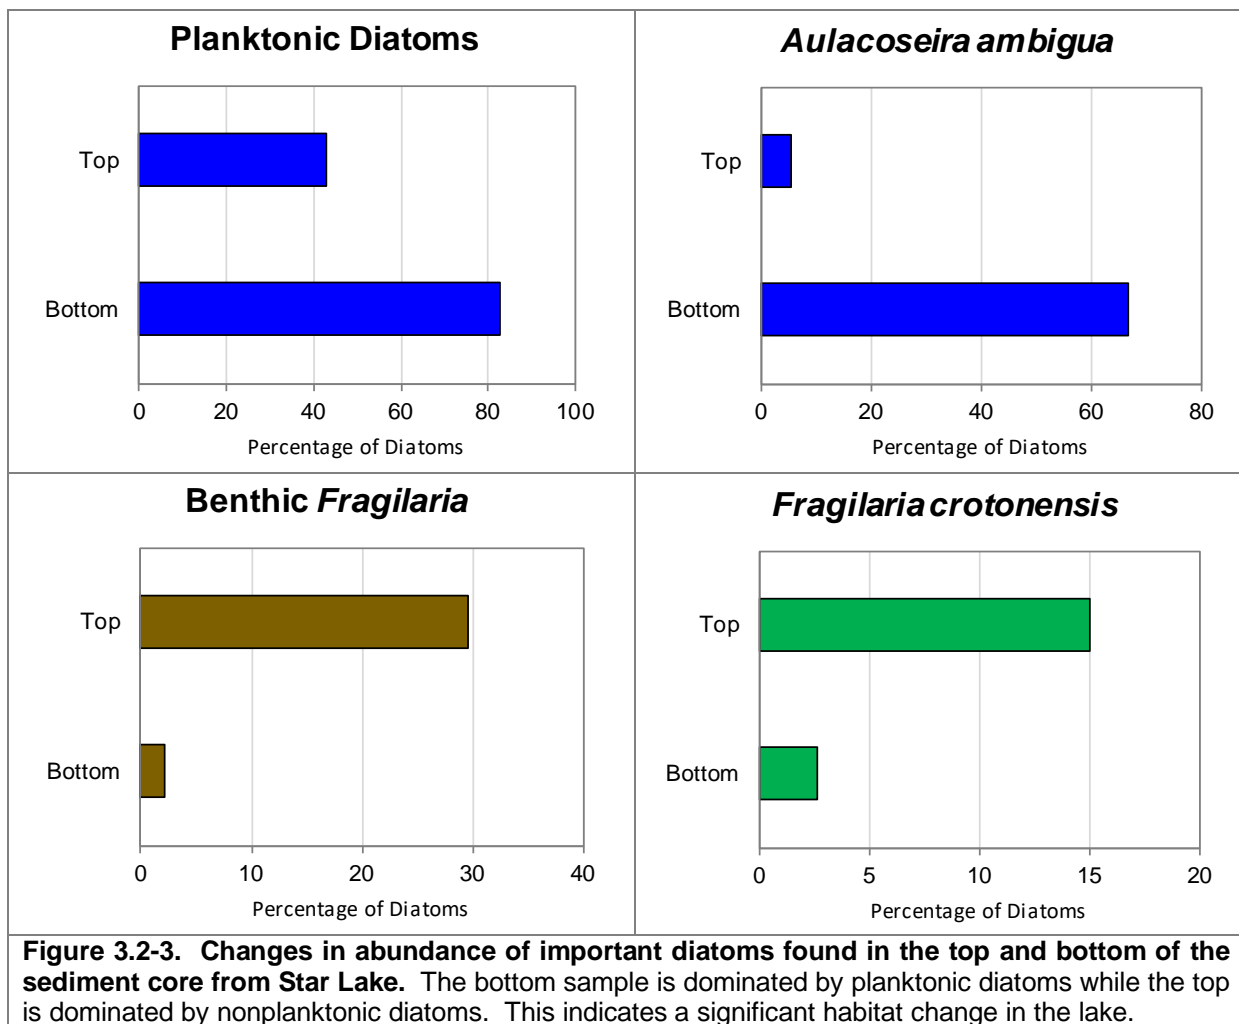 Planktonic Diatoms
Top
Bottom
0 20 40 60 80 100
Percentage of Diatoms
Aulacoseira ambigua
Top
Bottom
0 20 40 60 80
Percentage of Diatoms
Benthic Fragilaria
Top
Bottom
0 10 20 30 40
Percentage of Diatoms
Fragilaria crotonensis
Top
Bottom
0 5 10 15 20
Percentage of Diatoms
Figure 3.2-3. Changes in abundance of important diatoms found in the top and bottom of the
sediment core from Star Lake. The bottom sample is dominated by planktonic diatoms while the top
is dominated by nonplanktonic diatoms. This indicates a significant habitat change in the lake.